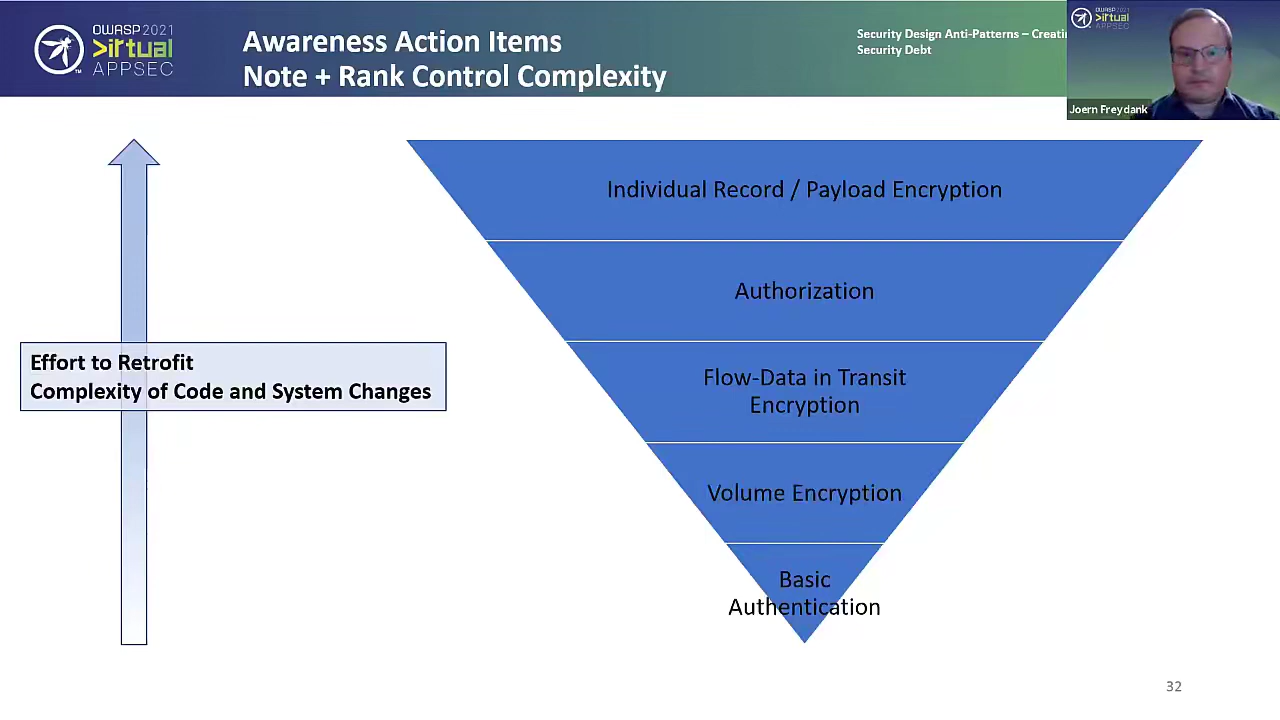 OWASP 2021
Virtual
APPSEC
Awareness Action Items
Note + Rank Control Complexity
Security Design Anti-Patterns – Creatin
Security Debt
OWASP 2021
Virtual
APPSEC
Joern Freydank
Individual Record / Payload Encryption
Authorization
Effort to Retrofit
Complexity of Code and System Changes
Flow-Data in Transit
Encryption
Volume Encryption
Basic
Authentication
32